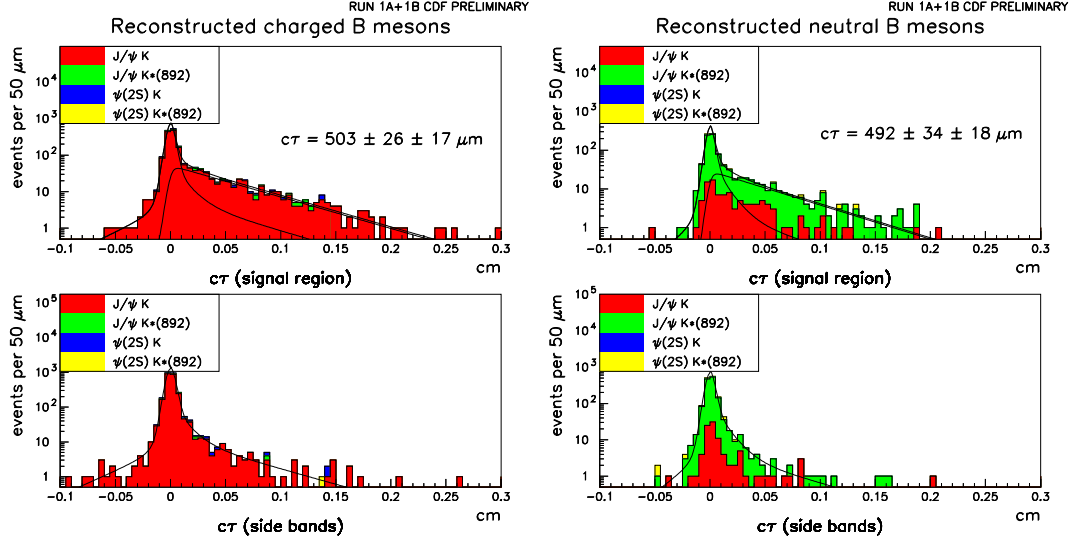 RUN 1A+1B CDF PRELIMINARY
Reconstructed charged B mesons
events per 50 μm
J/ψ K
J/ψ K*(892)
ψ(2S) K
ψ(2S) K*(892)
cτ = 503 ± 26 ± 17 μm
10^4
10^3
10^2
10
1
-0.1 -0.05 0 0.05 0.1 0.15 0.2 0.25 0.3
cm
cτ (signal region)
RUN 1A+1B CDF PRELIMINARY
Reconstructed neutral B mesons
events per 50 μm
J/ψ K
J/ψ K*(892)
ψ(2S) K
ψ(2S) K*(892)
cτ = 492 ± 34 ± 18 μm
10^4
10^3
10^2
10
1
-0.1 -0.05 0 0.05 0.1 0.15 0.2 0.25 0.3
cm
cτ (signal region)
events per 50 μm
J/ψ K
J/ψ K*(892)
ψ(2S) K
ψ(2S) K*(892)
10^5
10^4
10^3
10^2
10
1
-0.1 -0.05 0 0.05 0.1 0.15 0.2 0.25 0.3
cm
cτ (side bands)
events per 50 μm
J/ψ K
J/ψ K*(892)
ψ(2S) K
ψ(2S) K*(892)
10^5
10^4
10^3
10^2
10
1
-0.1 -0.05 0 0.05 0.1 0.15 0.2 0.25 0.3
cm
cτ (side bands)